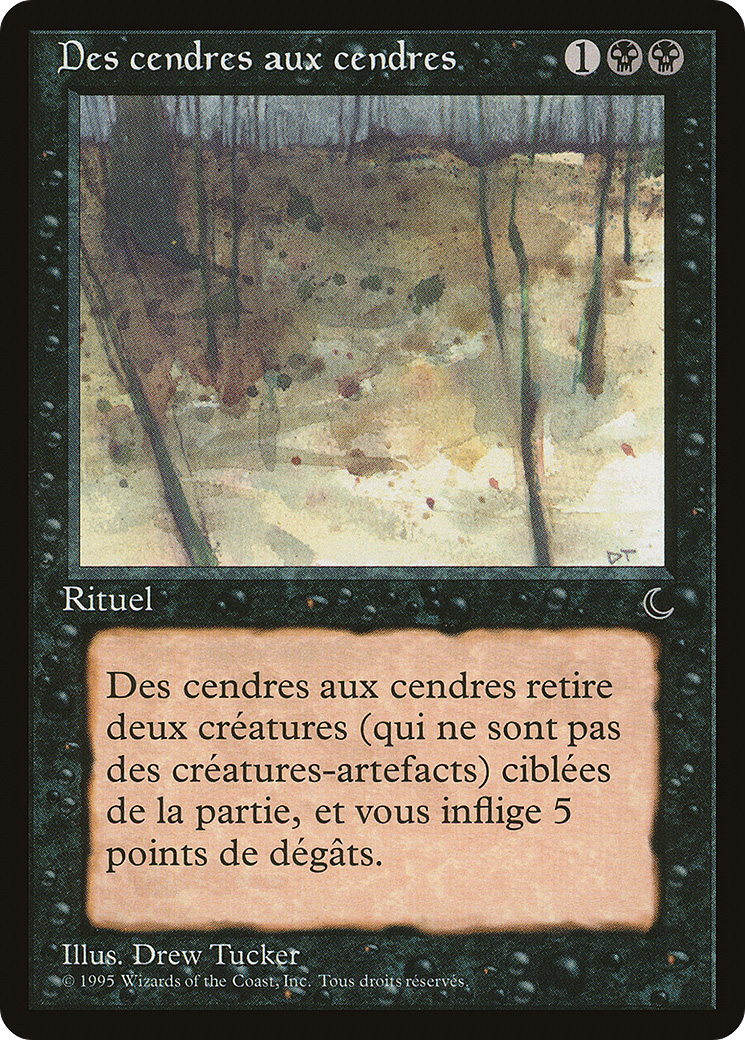 Des cendres aux cendres
1
DT
Rituel
Des cendres aux cendres retire
deux créatures (qui ne sont pas
des créatures-artefacts) ciblées
de la partie, et vous inflige 5
points de dégâts.
Illus. Drew Tucker
© 1995 Wizards of the Coast, Inc. Tous droits réservés.